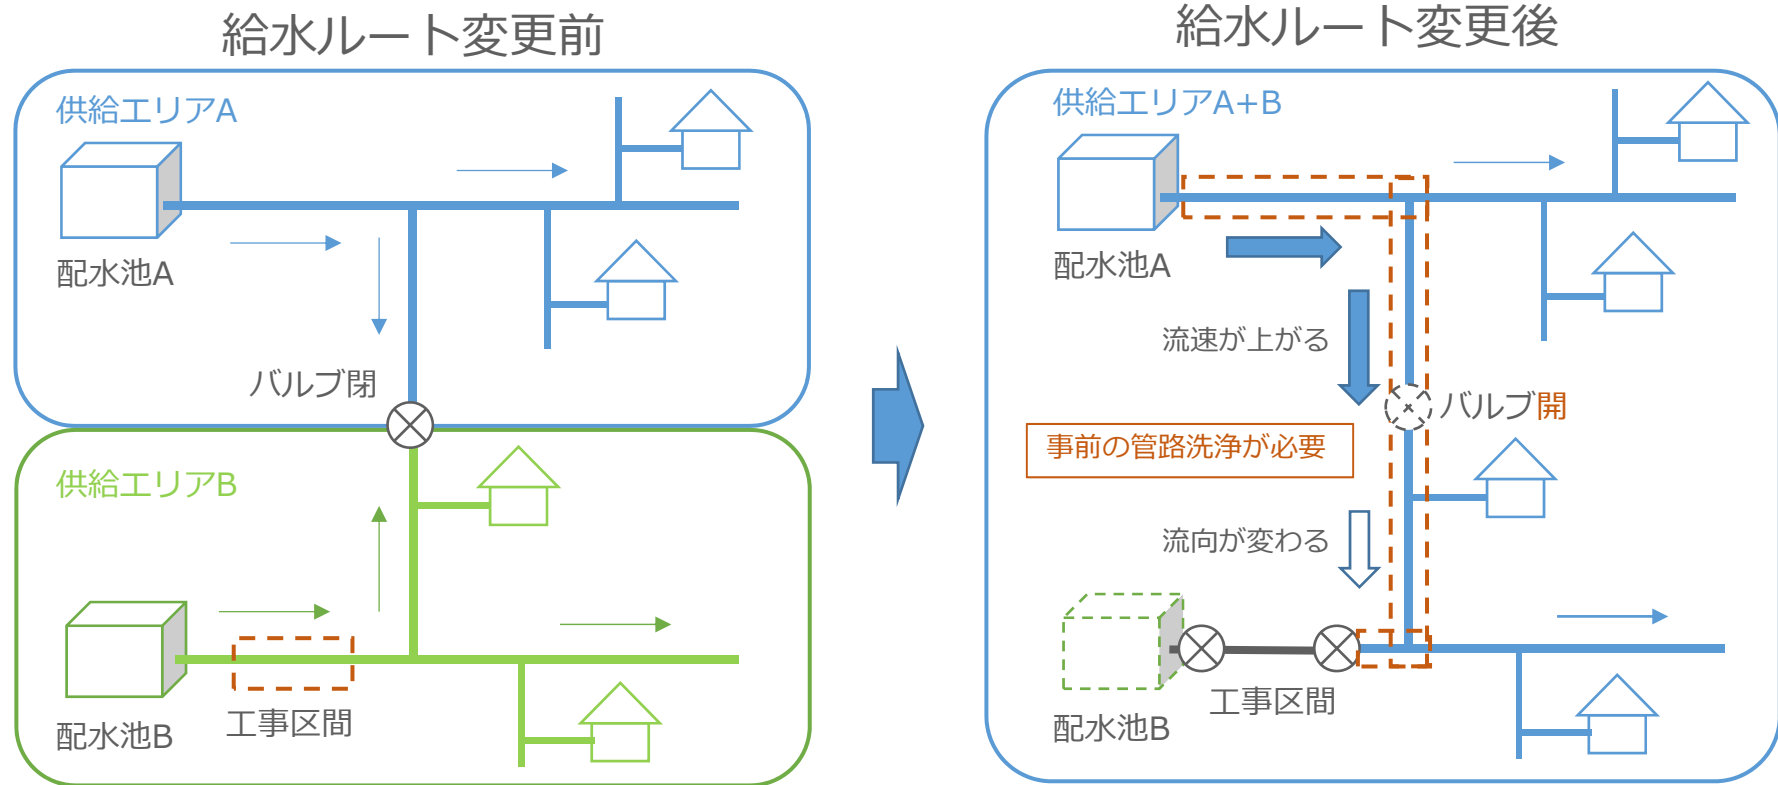 給水ルート変更前
供給エリアA
配水池A
バルブ閉
供給エリアB
配水池B
工事区間
給水ルート変更後
供給エリアA+B
配水池A
流速が上がる
バルブ開
事前の管路洗浄が必要
流向が変わる
配水池B
工事区間